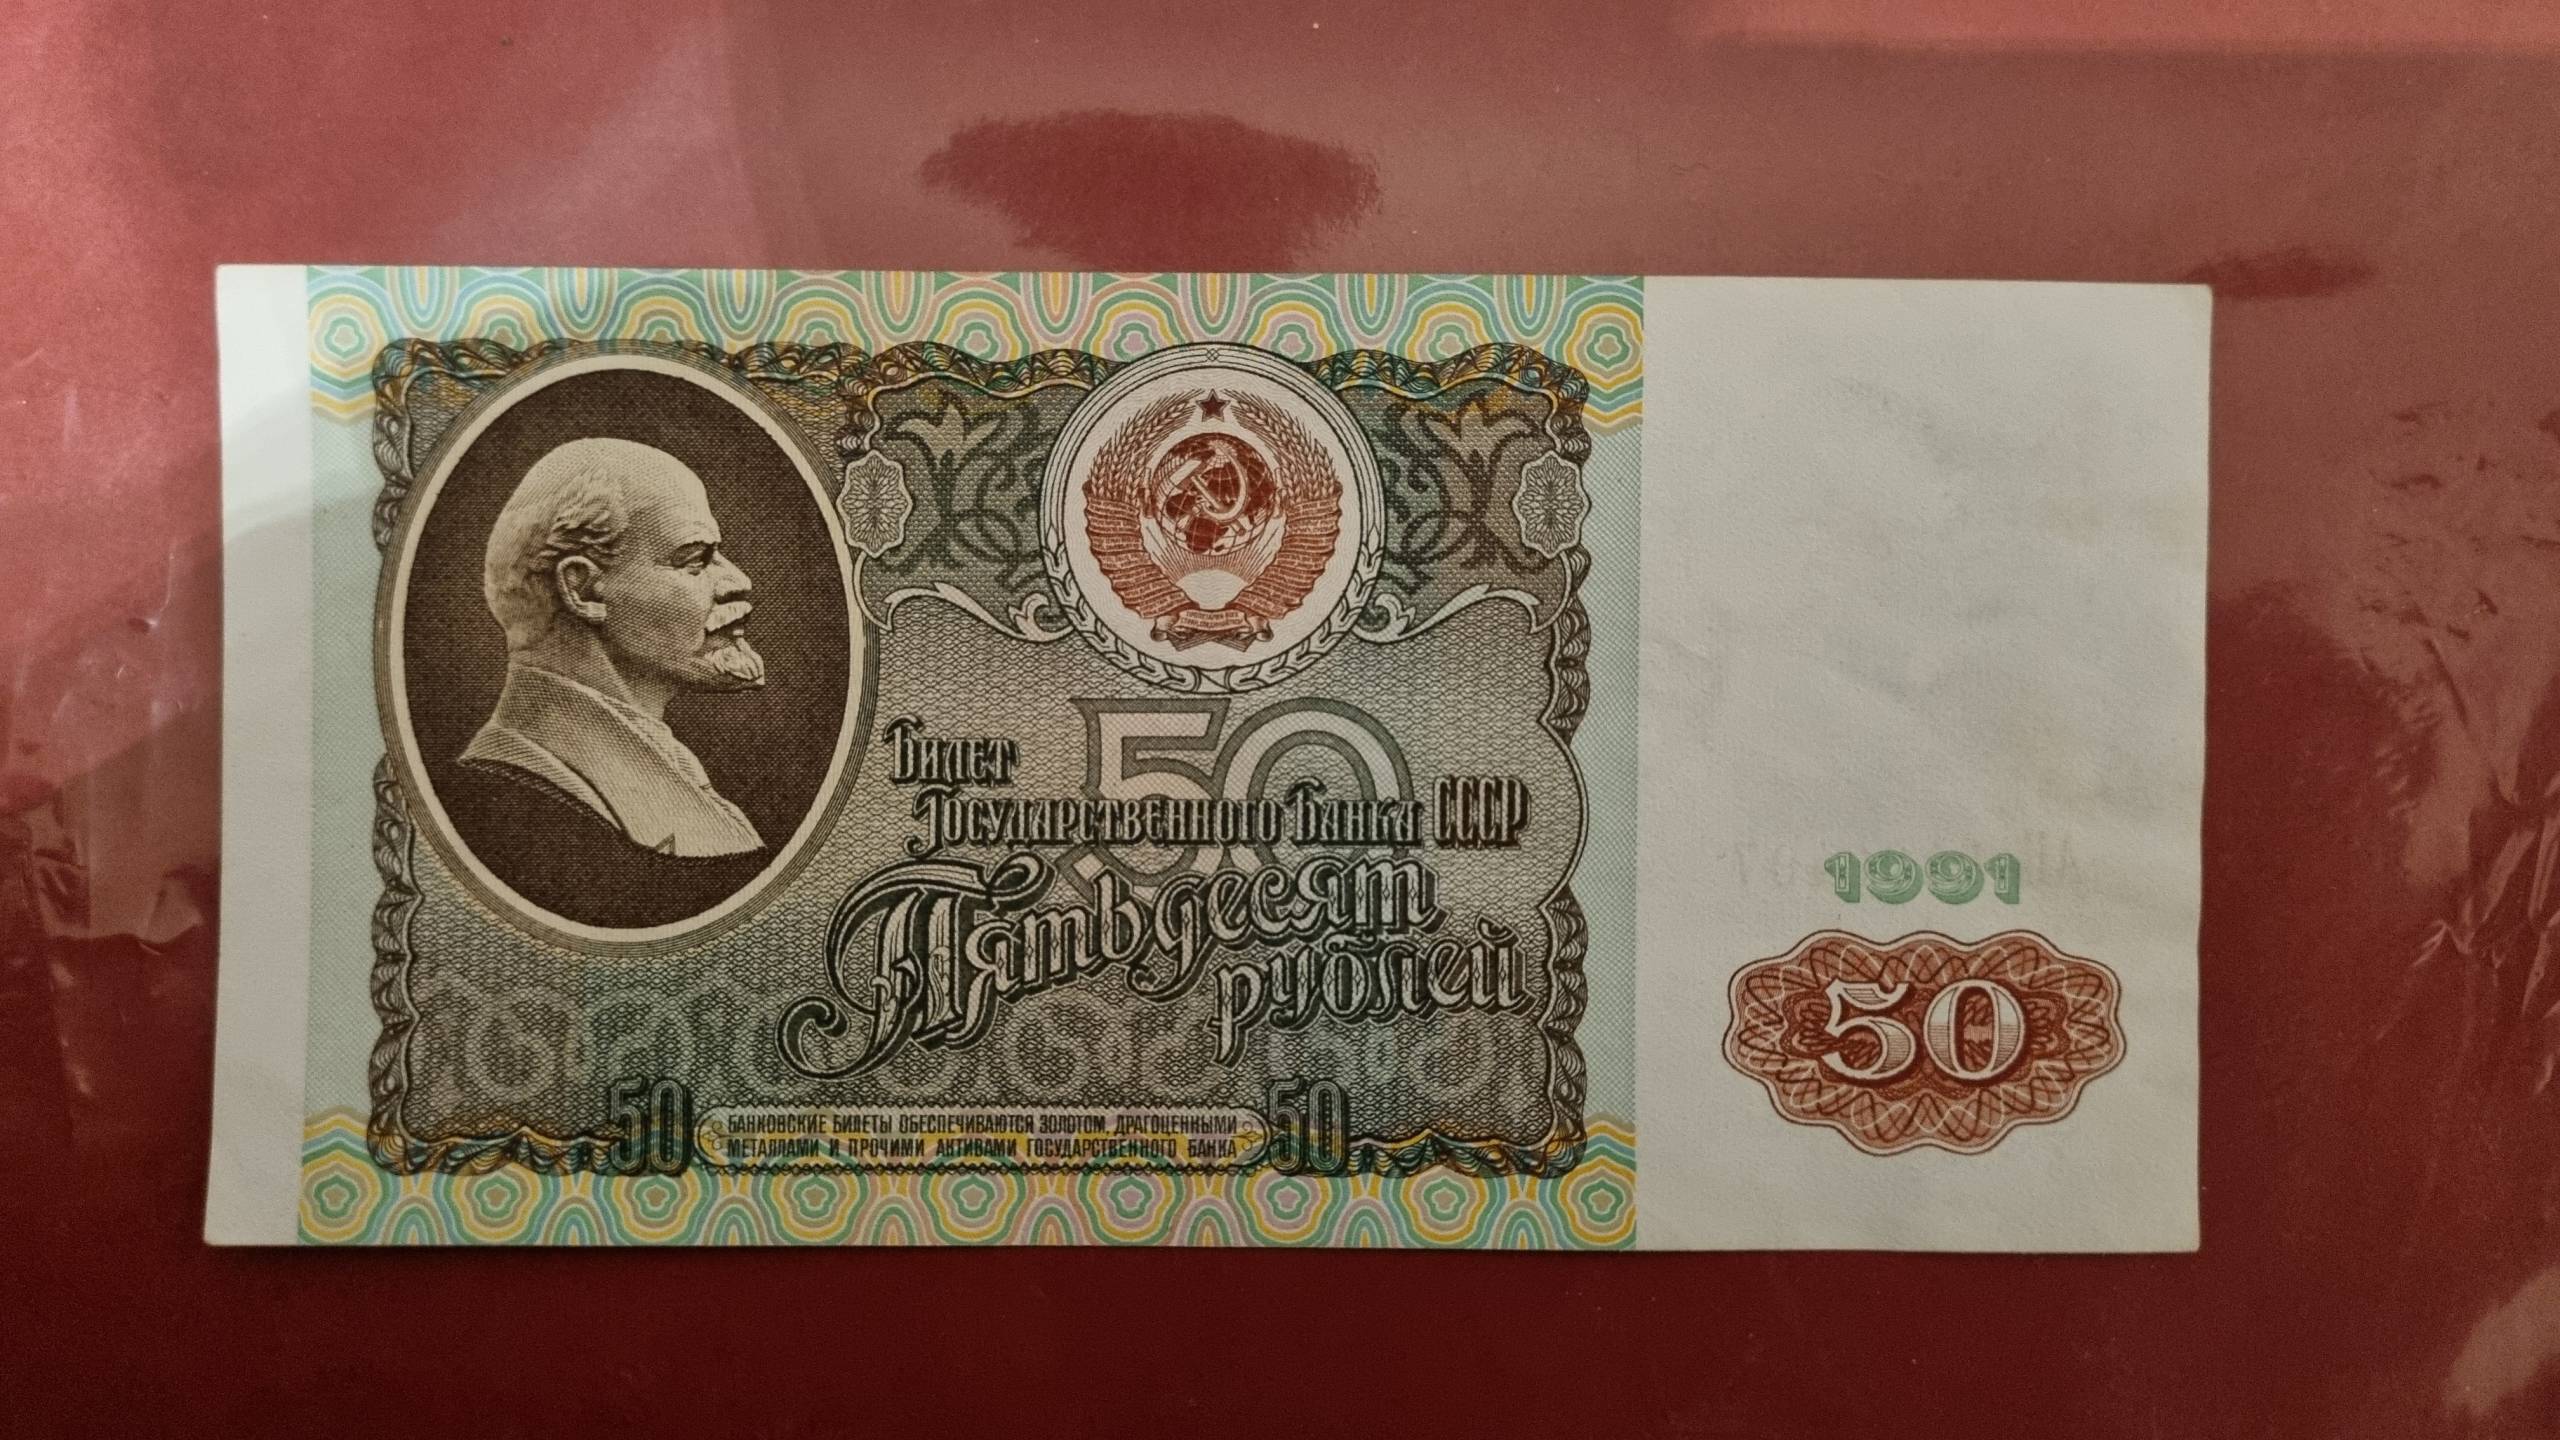 Билет
Государственного Банка СССР
50
Пятьдесят
рублей
50
БАНКОВСКИЕ БИЛЕТЫ ОБЕСПЕЧИВАЮТСЯ ЗОЛОТОМ, ДРАГОЦЕННЫМИ
МЕТАЛЛАМИ И ПРОЧИМИ АКТИВАМИ ГОСУДАРСТВЕННОГО БАНКА
50
1991
50